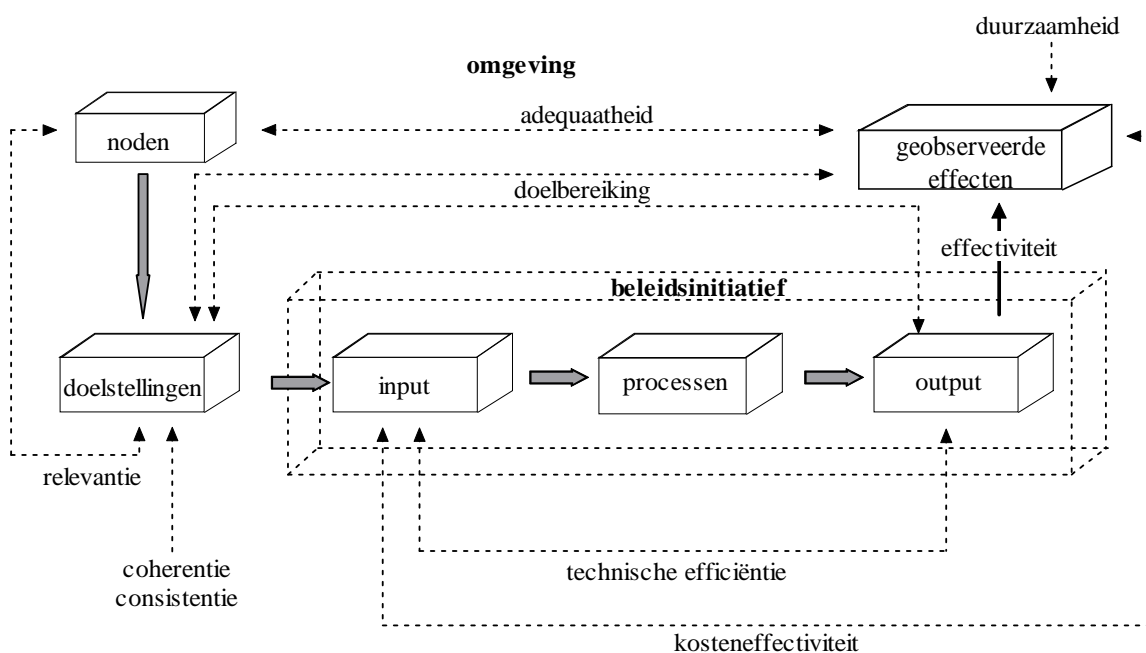 duurzaamheid
omgeving
adequaatheid
noden
geobserveerde
effecten
doelbereiking
effectiviteit
beleidsinitiatief
doelstellingen
input
processen
output
relevantie
coherentie
consistentie
technische efficiëntie
kosteneffectiviteit